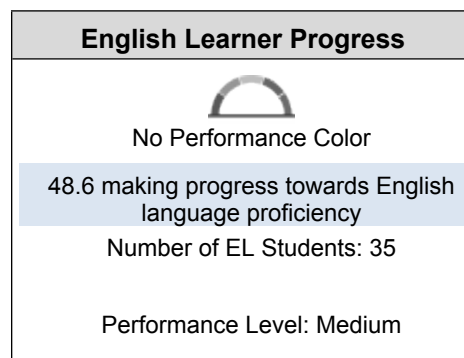 English Learner Progress
No Performance Color
48.6 making progress towards English
language proficiency
Number of EL Students: 35
Performance Level: Medium